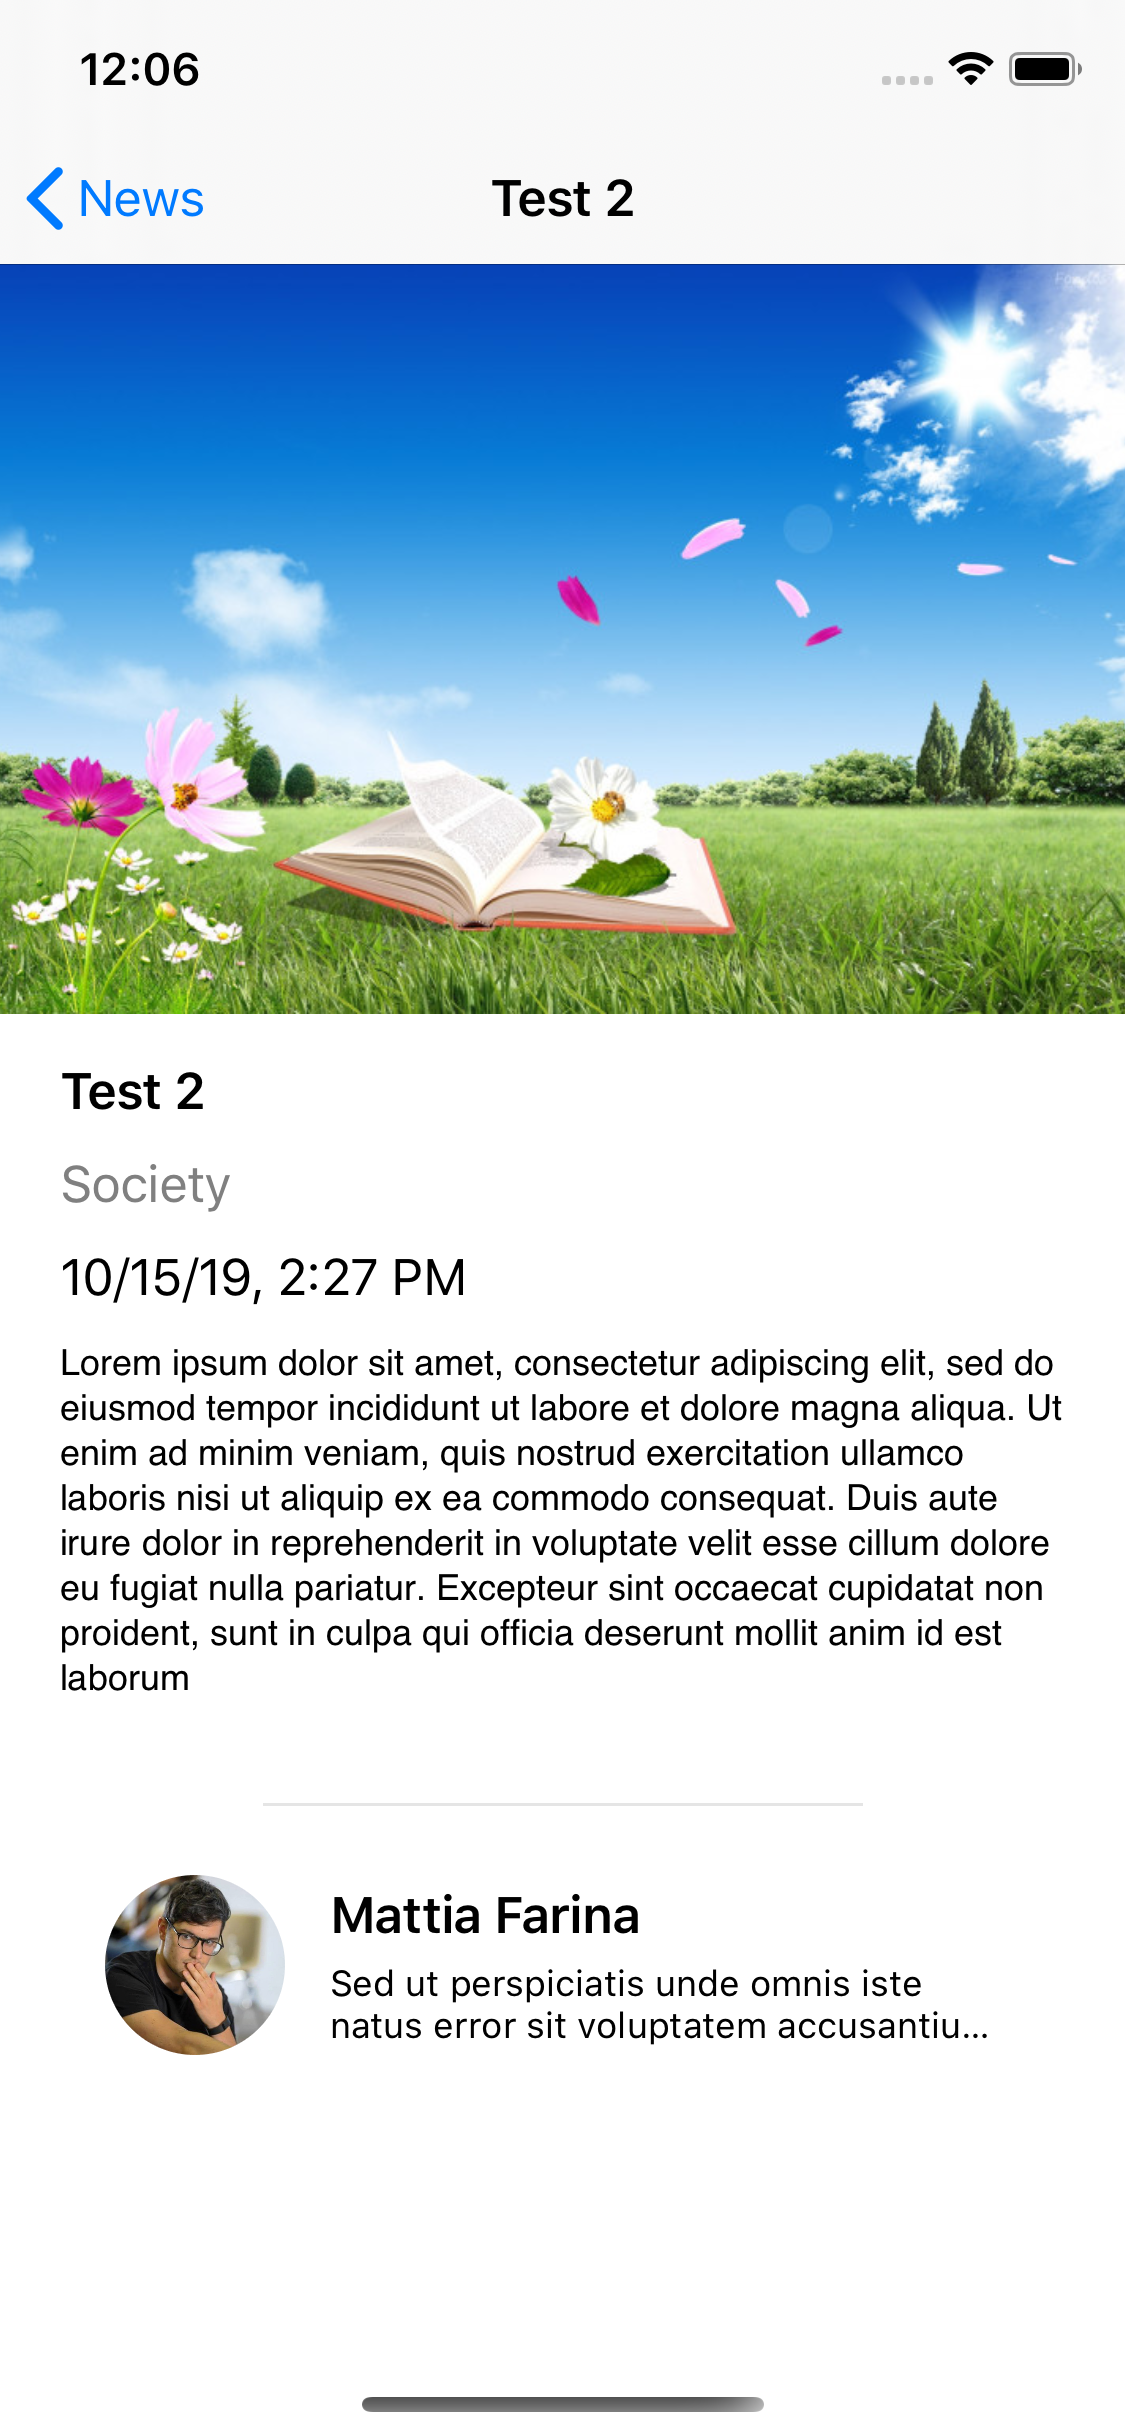 12:06
News
Test 2
Test 2
Society
10/15/19, 2:27 PM
Lorem ipsum dolor sit amet, consectetur adipiscing elit, sed do
eiusmod tempor incididunt ut labore et dolore magna aliqua. Ut
enim ad minim veniam, quis nostrud exercitation ullamco
laboris nisi ut aliquip ex ea commodo consequat. Duis aute
irure dolor in reprehenderit in voluptate velit esse cillum dolore
eu fugiat nulla pariatur. Excepteur sint occaecat cupidatat non
proident, sunt in culpa qui officia deserunt mollit anim id est
laborum
Mattia Farina
Sed ut perspiciatis unde omnis iste
natus error sit voluptatem accusantiu...